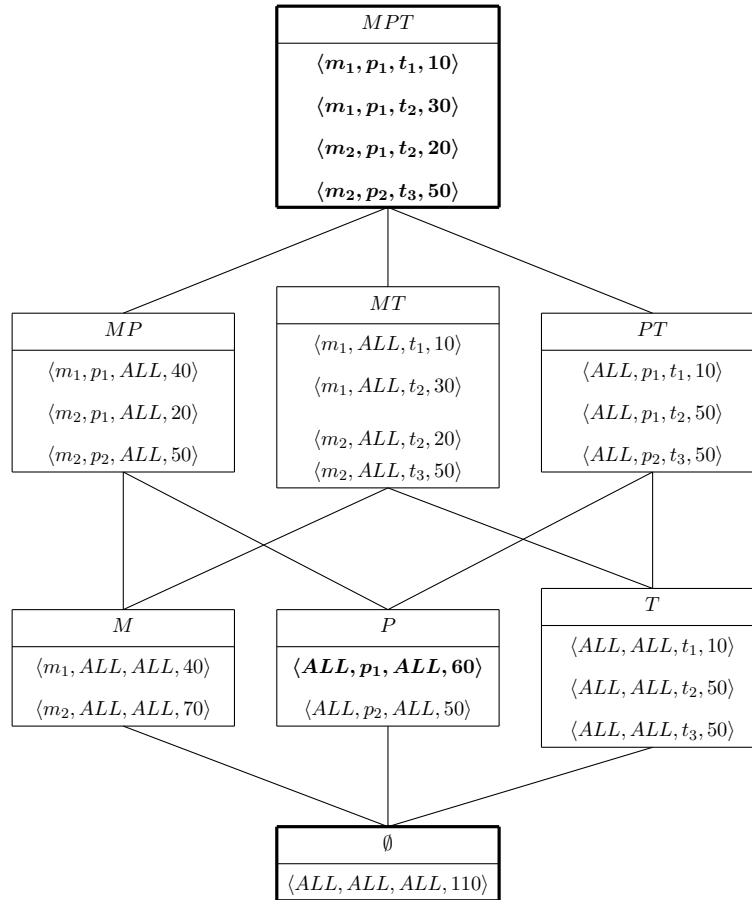 MPT
⟨m₁, p₁, t₁, 10⟩
⟨m₁, p₁, t₂, 30⟩
⟨m₂, p₁, t₂, 20⟩
⟨m₂, p₂, t₃, 50⟩
MP
⟨m₁, p₁, ALL, 40⟩
⟨m₂, p₁, ALL, 20⟩
⟨m₂, p₂, ALL, 50⟩
MT
⟨m₁, ALL, t₁, 10⟩
⟨m₁, ALL, t₂, 30⟩
⟨m₂, ALL, t₂, 20⟩
⟨m₂, ALL, t₃, 50⟩
PT
⟨ALL, p₁, t₁, 10⟩
⟨ALL, p₁, t₂, 50⟩
⟨ALL, p₂, t₃, 50⟩
M
⟨m₁, ALL, ALL, 40⟩
⟨m₂, ALL, ALL, 70⟩
P
⟨ALL, p₁, ALL, 60⟩
⟨ALL, p₂, ALL, 50⟩
T
⟨ALL, ALL, t₁, 10⟩
⟨ALL, ALL, t₂, 50⟩
⟨ALL, ALL, t₃, 50⟩
∅
⟨ALL, ALL, ALL, 110⟩